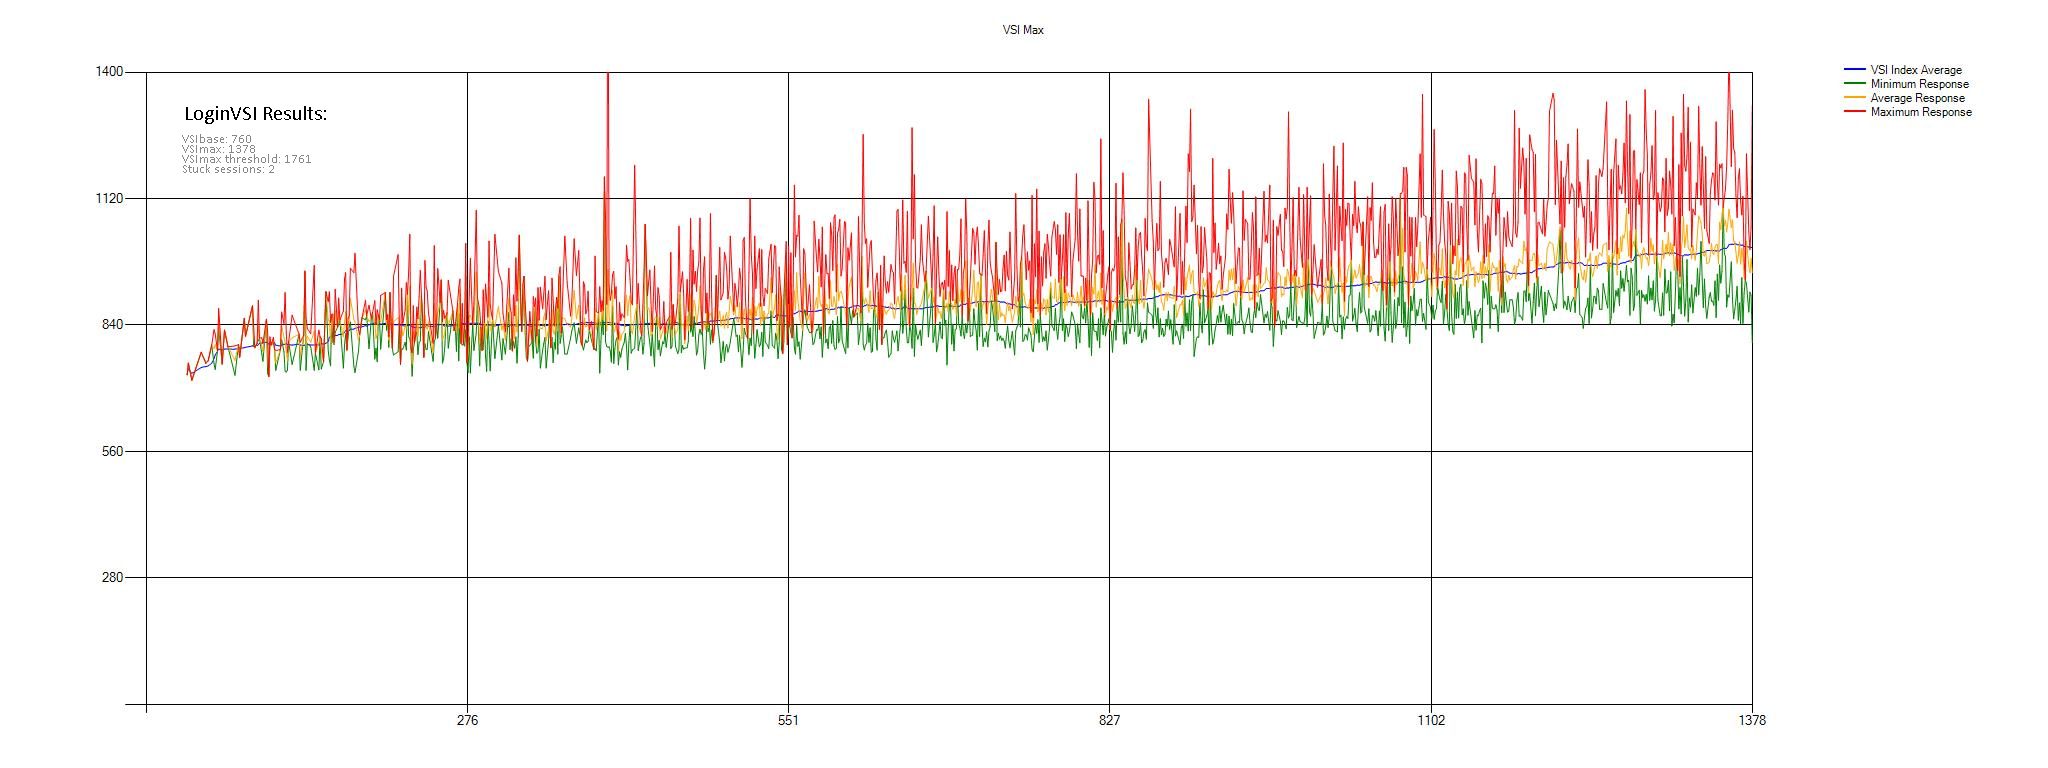 VSI Max
VSI Index Average
Minimum Response
Average Response
Maximum Response
LoginVSI Results:
VSIbase: 760
VSImax: 1378
VSImax threshold: 1761
Stuck sessions: 2
1400
1120
840
560
280
276 551 827 1102 1378